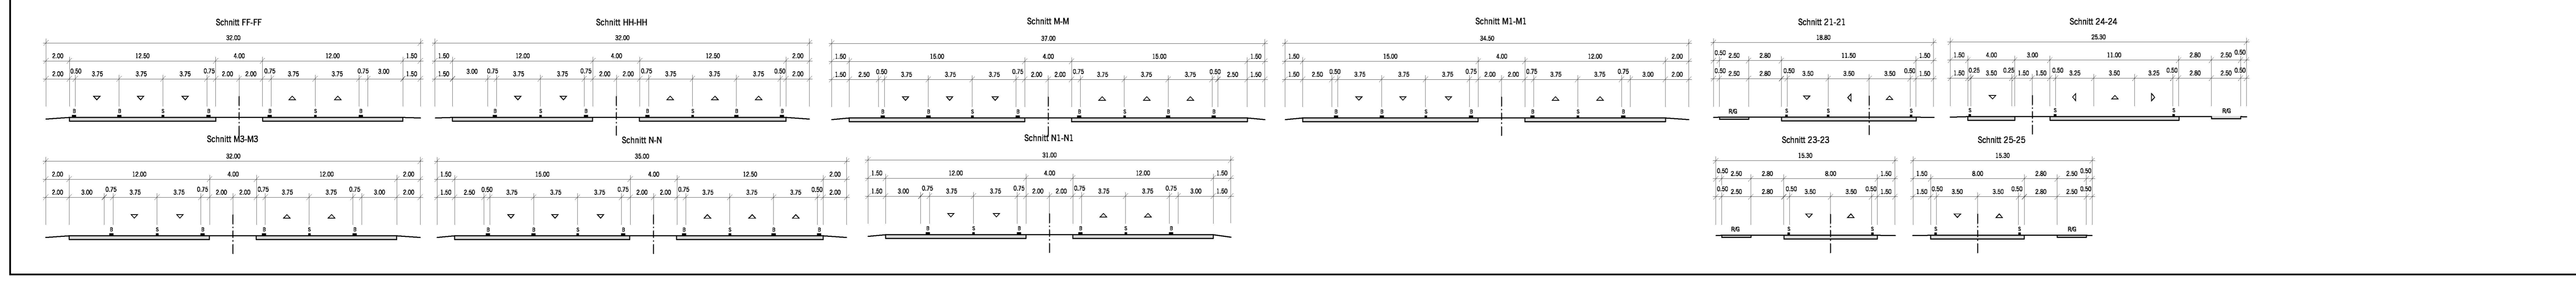 Schnitt FF-FF
32.00
2.00 12.50 4.00 12.00 1.50
2.00 0.50 3.75 3.75 3.75 0.75 2.00 2.00 0.75 3.75 3.75 0.75 3.00 1.50
B B S B B S B
Schnitt HH-HH
32.00
1.50 12.00 4.00 12.50 2.00
1.50 3.00 0.75 3.75 3.75 0.75 2.00 2.00 0.75 3.75 3.75 3.75 0.50 2.00
B S B B S B B
Schnitt M-M
37.00
1.50 15.00 4.00 15.00 1.50
1.50 2.50 0.50 3.75 3.75 3.75 0.75 2.00 2.00 0.75 3.75 3.75 3.75 0.50 2.50 1.50
B B S B B S B B
Schnitt M1-M1
34.50
1.50 15.00 4.00 12.00 2.00
1.50 2.50 0.50 3.75 3.75 3.75 0.75 2.00 2.00 0.75 3.75 3.75 0.75 3.00 2.00
B B S B B S B
Schnitt 21-21
18.80
0.50 2.50 2.80 11.50 1.50
0.50 2.50 2.80 0.50 3.50 3.50 3.50 0.50 1.50
R/G S S S
Schnitt 24-24
25.30
1.50 4.00 3.00 11.00 2.80 2.50 0.50
1.50 0.25 3.50 0.25 1.50 1.50 0.50 3.25 3.50 3.25 0.50 2.80 2.50 0.50
S S S R/G
Schnitt M3-M3
32.00
2.00 12.00 4.00 12.00 2.00
2.00 3.00 0.75 3.75 3.75 0.75 2.00 2.00 0.75 3.75 3.75 0.75 3.00 2.00
B S B B S B
Schnitt N-N
35.00
1.50 15.00 4.00 12.50 2.00
1.50 2.50 0.50 3.75 3.75 3.75 0.75 2.00 2.00 0.75 3.75 3.75 3.75 0.50 2.00
B B S B B S B B
Schnitt N1-N1
31.00
1.50 12.00 4.00 12.00 1.50
1.50 3.00 0.75 3.75 3.75 0.75 2.00 2.00 0.75 3.75 3.75 0.75 3.00 1.50
B S B B S B
Schnitt 23-23
15.30
0.50 2.50 2.80 8.00 1.50
0.50 2.50 2.80 0.50 3.50 3.50 0.50 1.50
R/G S S
Schnitt 25-25
15.30
1.50 8.00 2.80 2.50 0.50
1.50 0.50 3.50 3.50 0.50 2.80 2.50 0.50
S S R/G